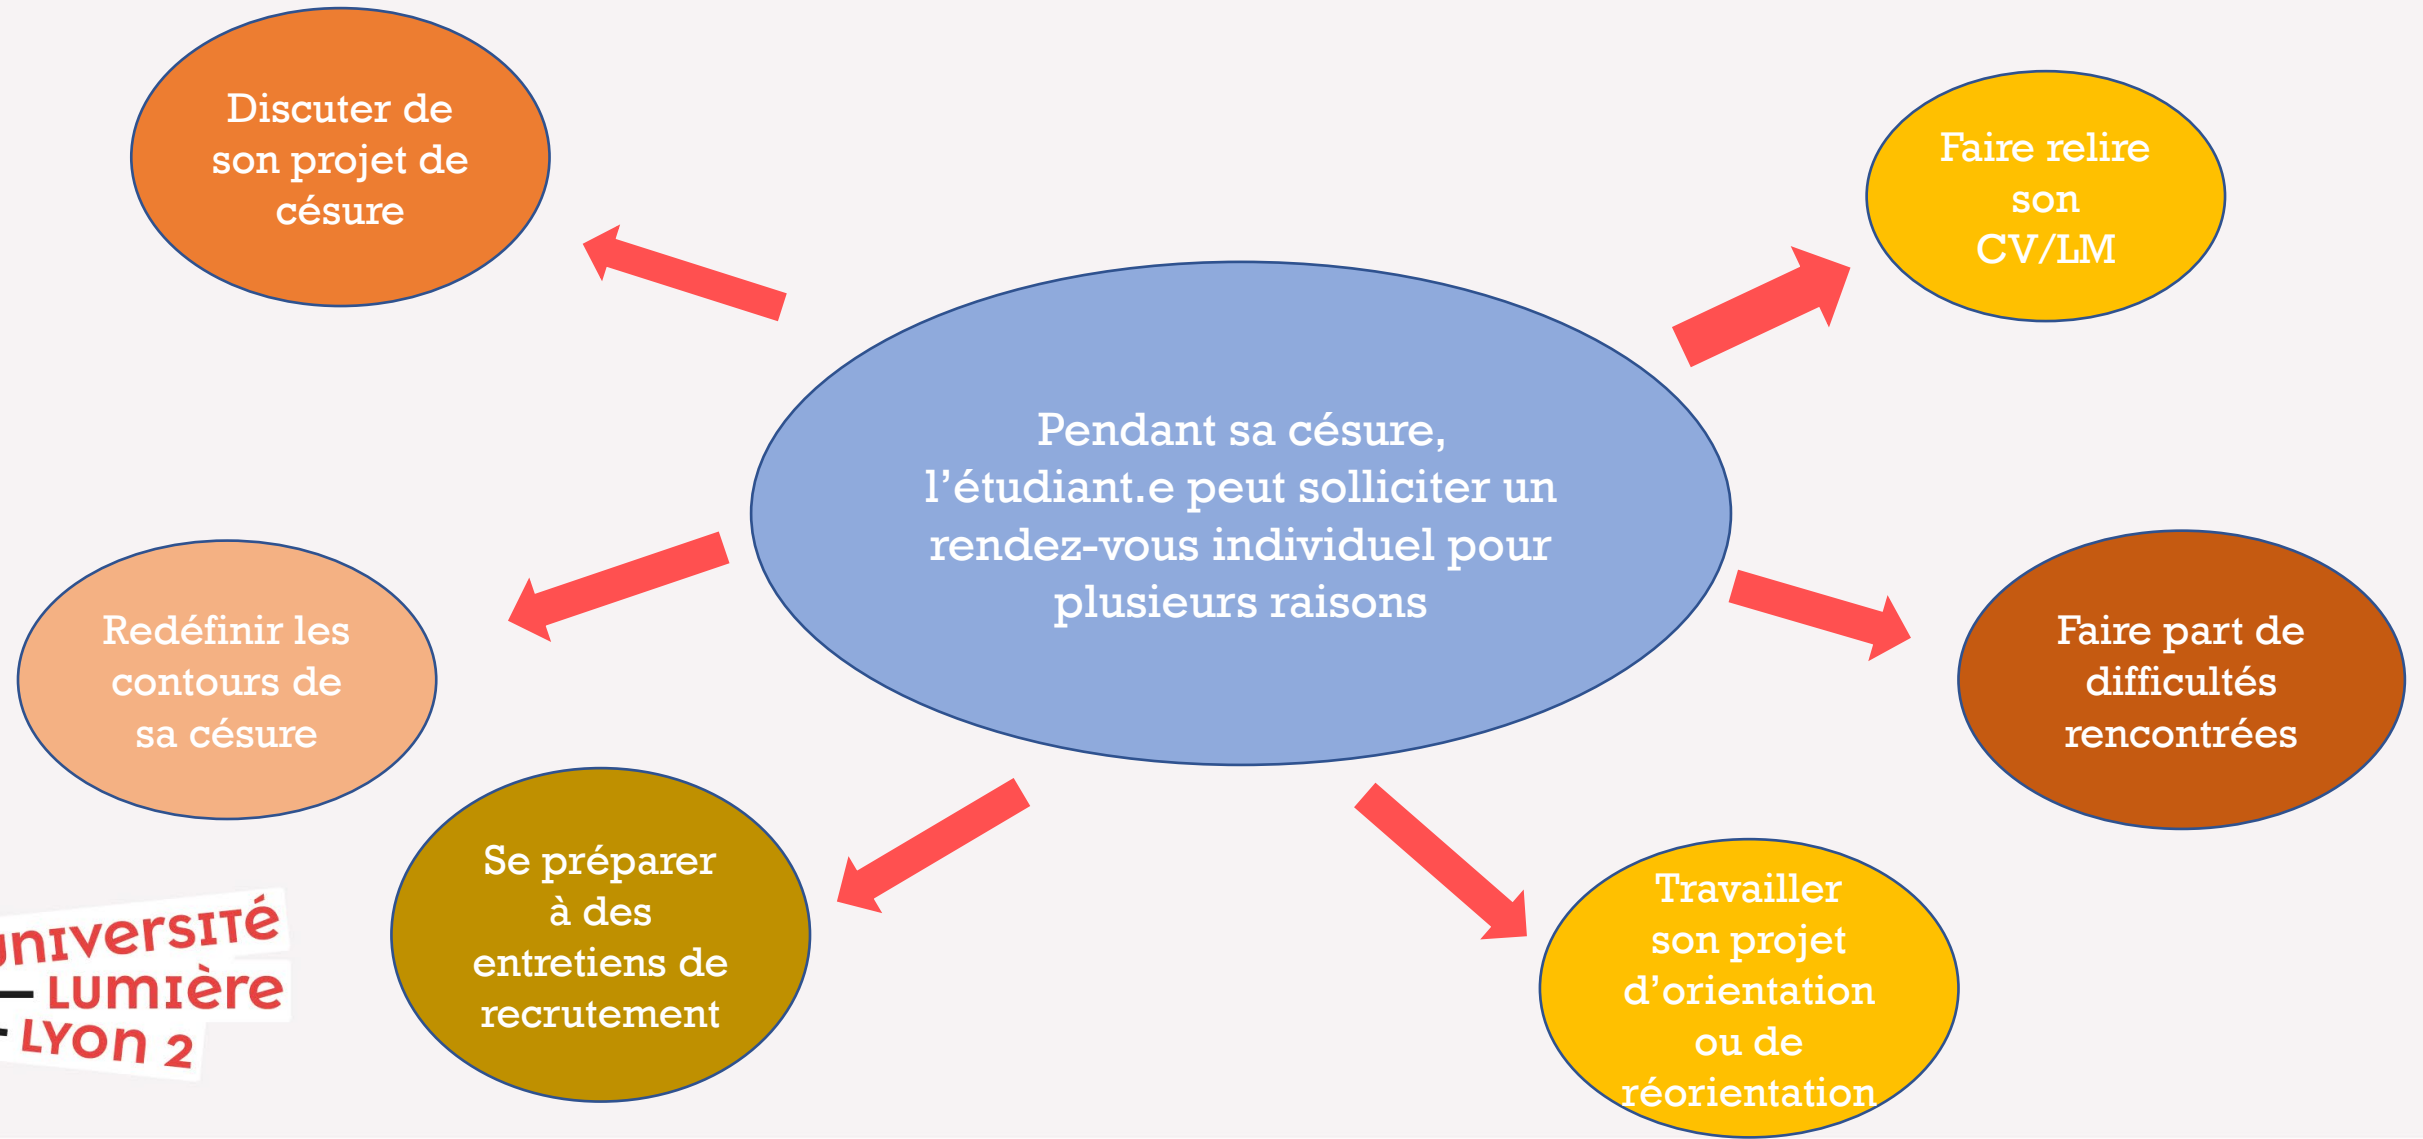 Discuter de
son projet de
césure
Faire relire
son
CV/LM
Pendant sa césure,
l’étudiant.e peut solliciter un
rendez-vous individuel pour
plusieurs raisons
Redéfinir les
contours de
sa césure
Faire part de
difficultés
rencontrées
Se préparer
à des
entretiens de
recrutement
Travailler
son projet
d’orientation
ou de
réorientation
université
LUMIère
LYon 2